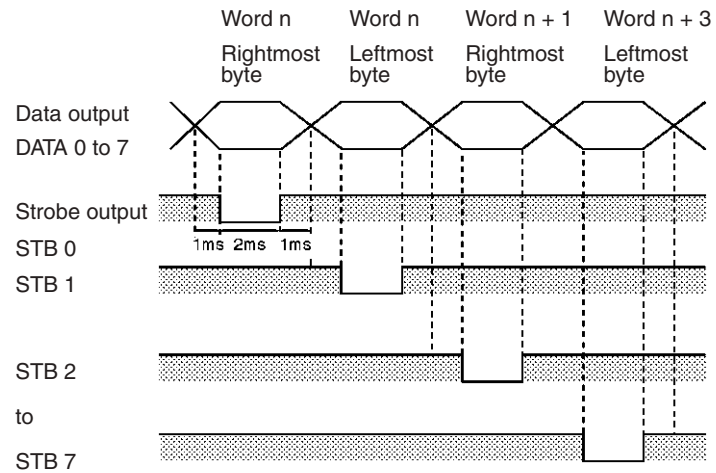 Word n Word n Word n + 1 Word n + 3
Rightmost Leftmost Rightmost Leftmost
byte byte byte byte
Data output
DATA 0 to 7
Strobe output
1ms 2ms 1ms
STB 0
STB 1
STB 2
to
STB 7